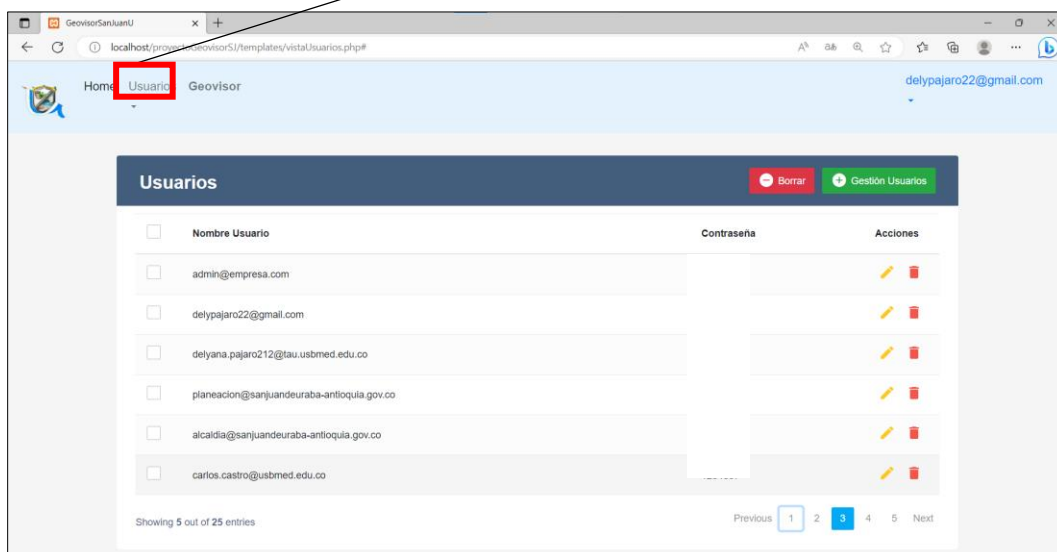 GeovisorSanJuanU
localhost/proyectoGeovisorSJ/templates/vistaUsuarios.php#
Home Usuarios Geovisor
delypajaro22@gmail.com
Usuarios
Borrar
Gestión Usuarios
Nombre Usuario Contraseña Acciones
admin@empresa.com
delypajaro22@gmail.com
delyana.pajaro212@tau.usbmed.edu.co
planeacion@sanjuandeuraba-antioquia.gov.co
alcaldia@sanjuandeuraba-antioquia.gov.co
carlos.castro@usbmed.edu.co
Showing 5 out of 25 entries
Previous 1 2 3 4 5 Next